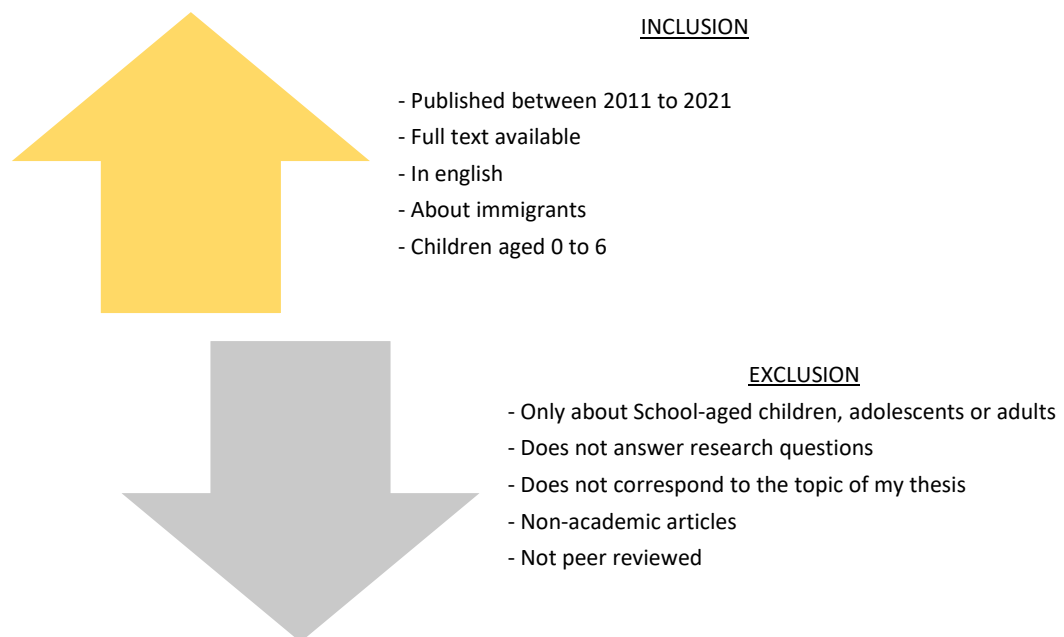 INCLUSION
- Published between 2011 to 2021
- Full text available
- In english
- About immigrants
- Children aged 0 to 6
EXCLUSION
- Only about School-aged children, adolescents or adults
- Does not answer research questions
- Does not correspond to the topic of my thesis
- Non-academic articles
- Not peer reviewed